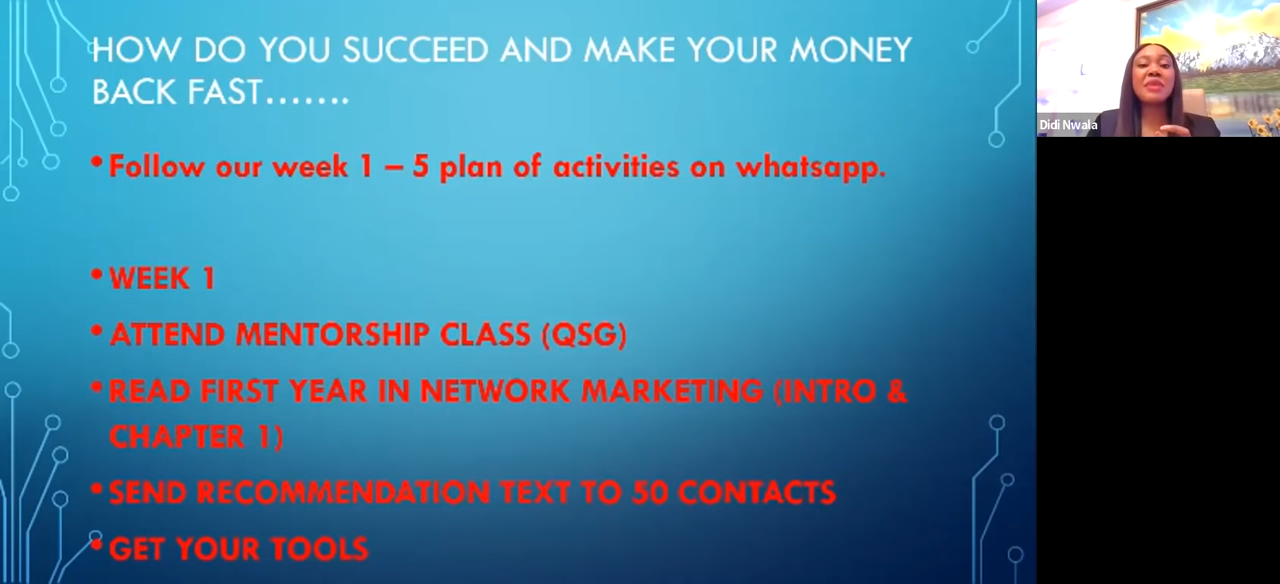 HOW DO YOU SUCCEED AND MAKE YOUR MONEY
BACK FAST.......
•Follow our week 1 – 5 plan of activities on whatsapp.
•WEEK 1
•ATTEND MENTORSHIP CLASS (QSG)
•READ FIRST YEAR IN NETWORK MARKETING (INTRO &
CHAPTER 1)
•SEND RECOMMENDATION TEXT TO 50 CONTACTS
•GET YOUR TOOLS
Didi Nwala